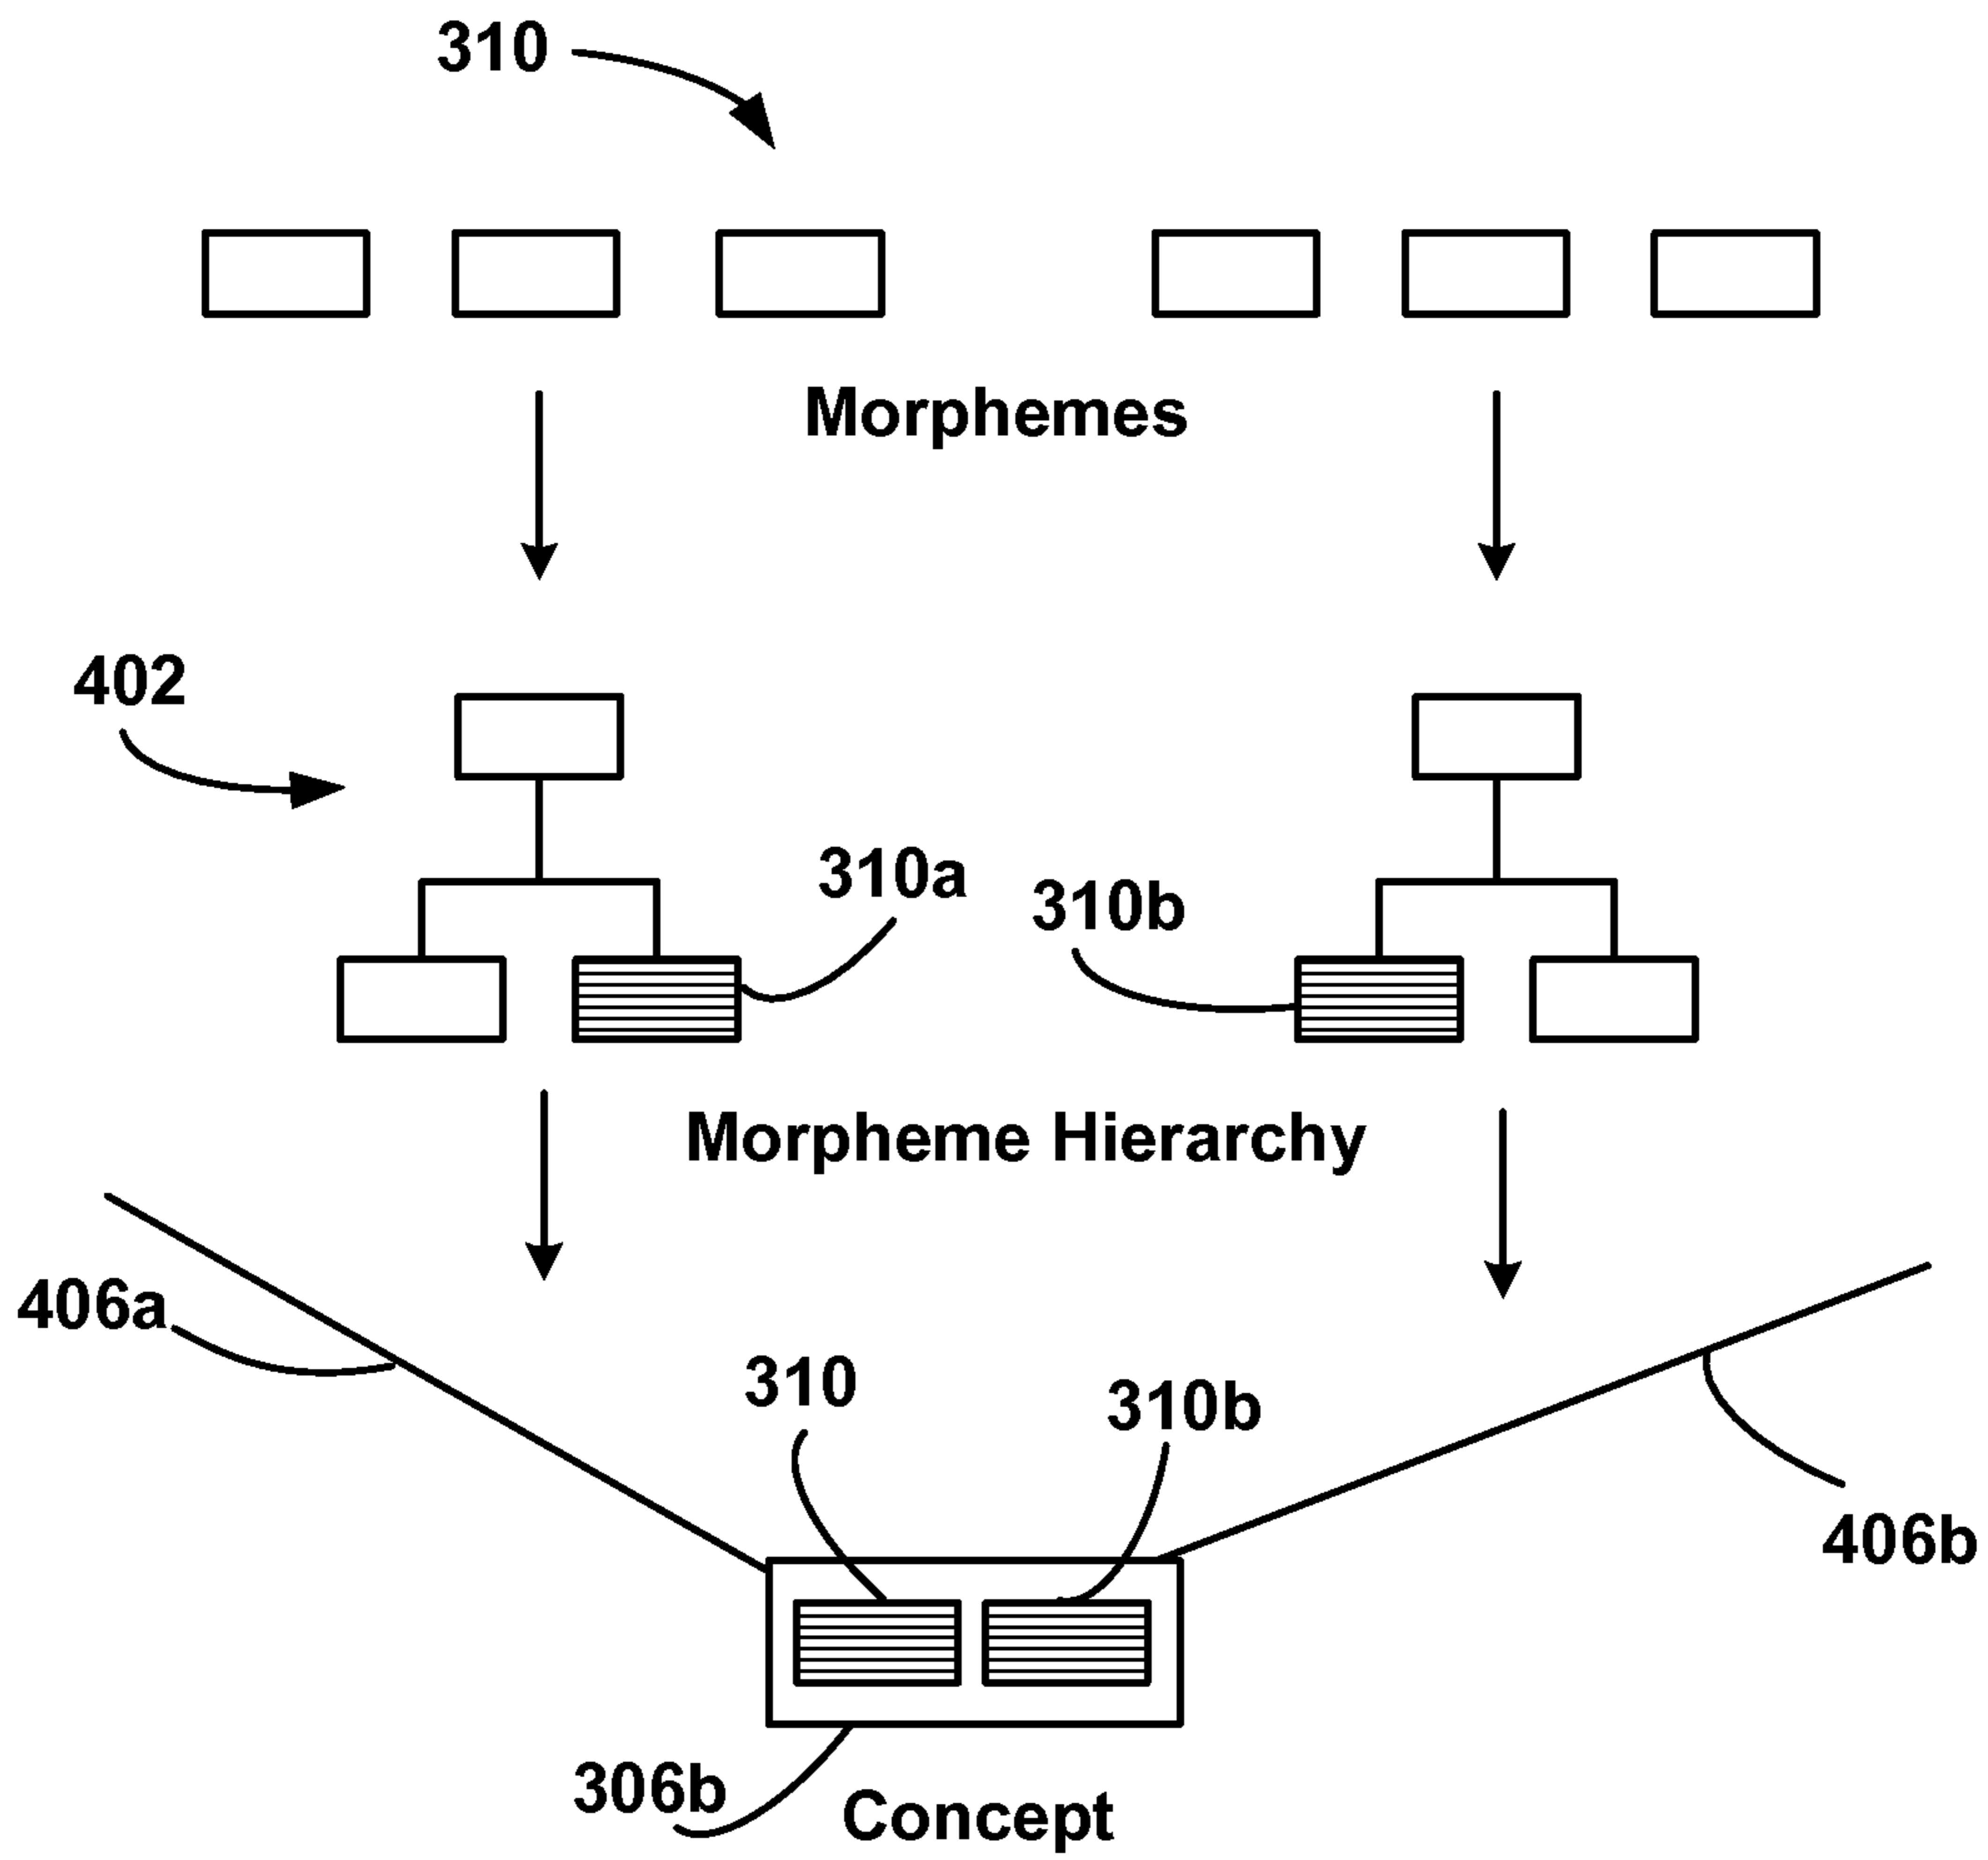 310
Morphemes
402
310a
310b
Morpheme Hierarchy
406a
310
310b
406b
306b
Concept